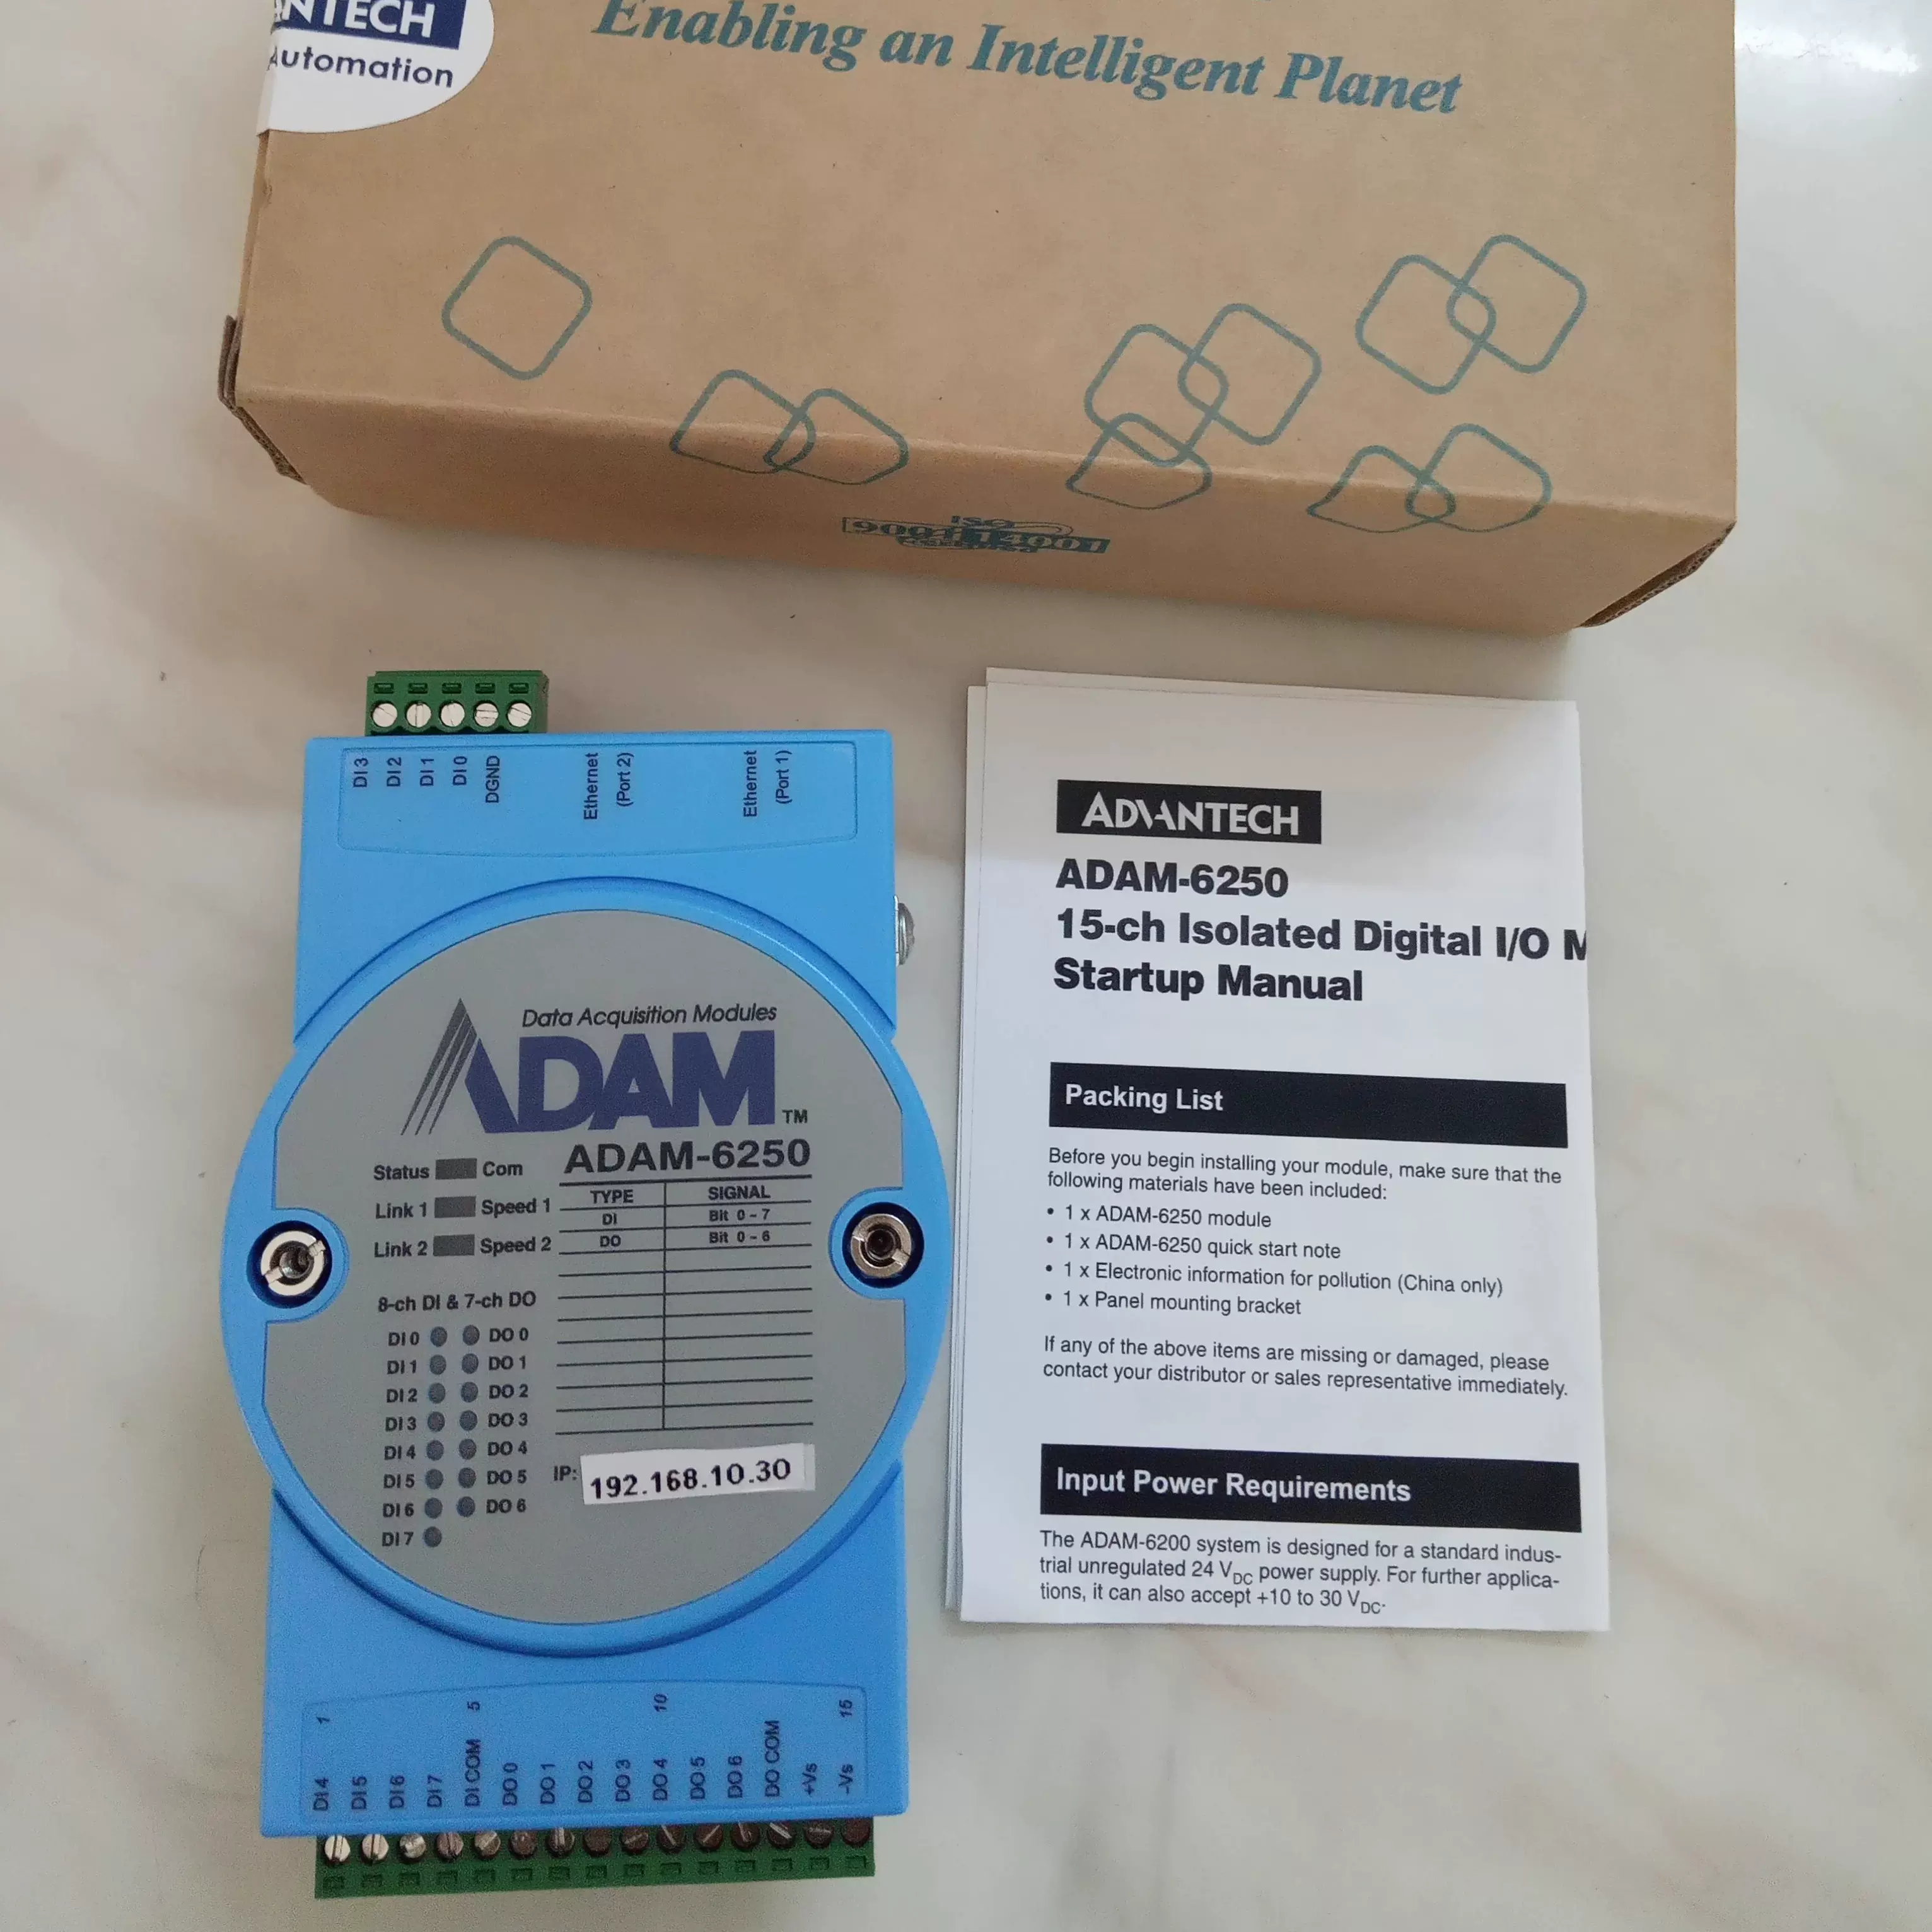 ANTECH
Automation
Enabling an Intelligent Planet
ISO
9001 14001
DI 3
DI 2
DI 1
DI 0
DGND
Ethernet
(Port 2)
Ethernet
(Port 1)
Data Acquisition Modules
ADAM™
ADAM-6250
Status Com
Link 1 Speed 1
Link 2 Speed 2
TYPE SIGNAL
DI Bit 0 ~ 7
DO Bit 0 ~ 6
8-ch DI & 7-ch DO
DI 0 DO 0
DI 1 DO 1
DI 2 DO 2
DI 3 DO 3
DI 4 DO 4
DI 5 DO 5
DI 6 DO 6
DI 7
IP: 192.168.10.30
1 5 10 15
DI 4
DI 5
DI 6
DI 7
DI COM
DO 0
DO 1
DO 2
DO 3
DO 4
DO 5
DO 6
DO COM
+Vs
-Vs
ADVANTECH
ADAM-6250
15-ch Isolated Digital I/O M
Startup Manual
Packing List
Before you begin installing your module, make sure that the
following materials have been included:
• 1 x ADAM-6250 module
• 1 x ADAM-6250 quick start note
• 1 x Electronic information for pollution (China only)
• 1 x Panel mounting bracket
If any of the above items are missing or damaged, please
contact your distributor or sales representative immediately.
Input Power Requirements
The ADAM-6200 system is designed for a standard indus-
trial unregulated 24 VDC power supply. For further applica-
tions, it can also accept +10 to 30 VDC.